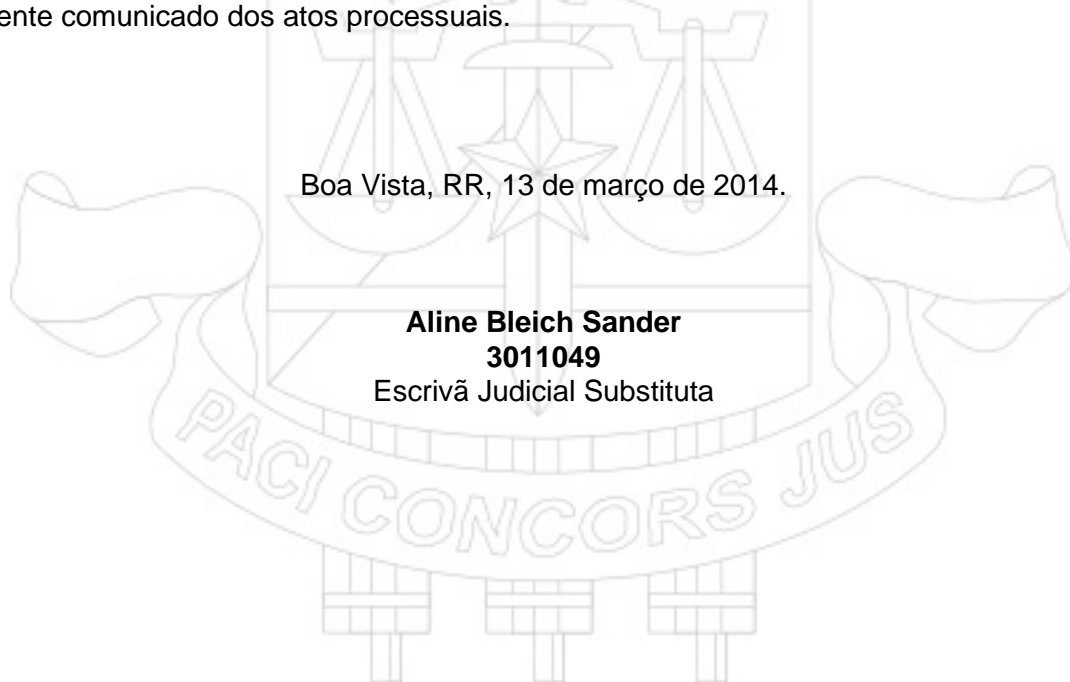 ente comunicado dos atos processuais.
Boa Vista, RR, 13 de março de 2014.
Aline Bleich Sander
3011049
Escrivã Judicial Substituta
PACI CONCORS JUS